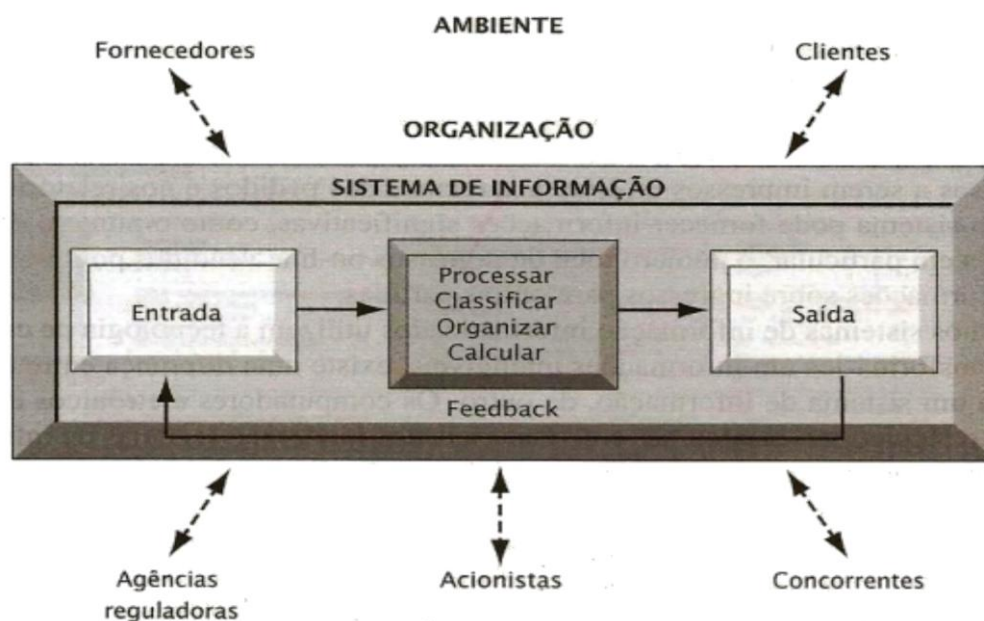 AMBIENTE
Fornecedores
Clientes
ORGANIZAÇÃO
SISTEMA DE INFORMAÇÃO
Entrada
Processar
Classificar
Organizar
Calcular
Saída
Feedback
Agências
reguladoras
Acionistas
Concorrentes